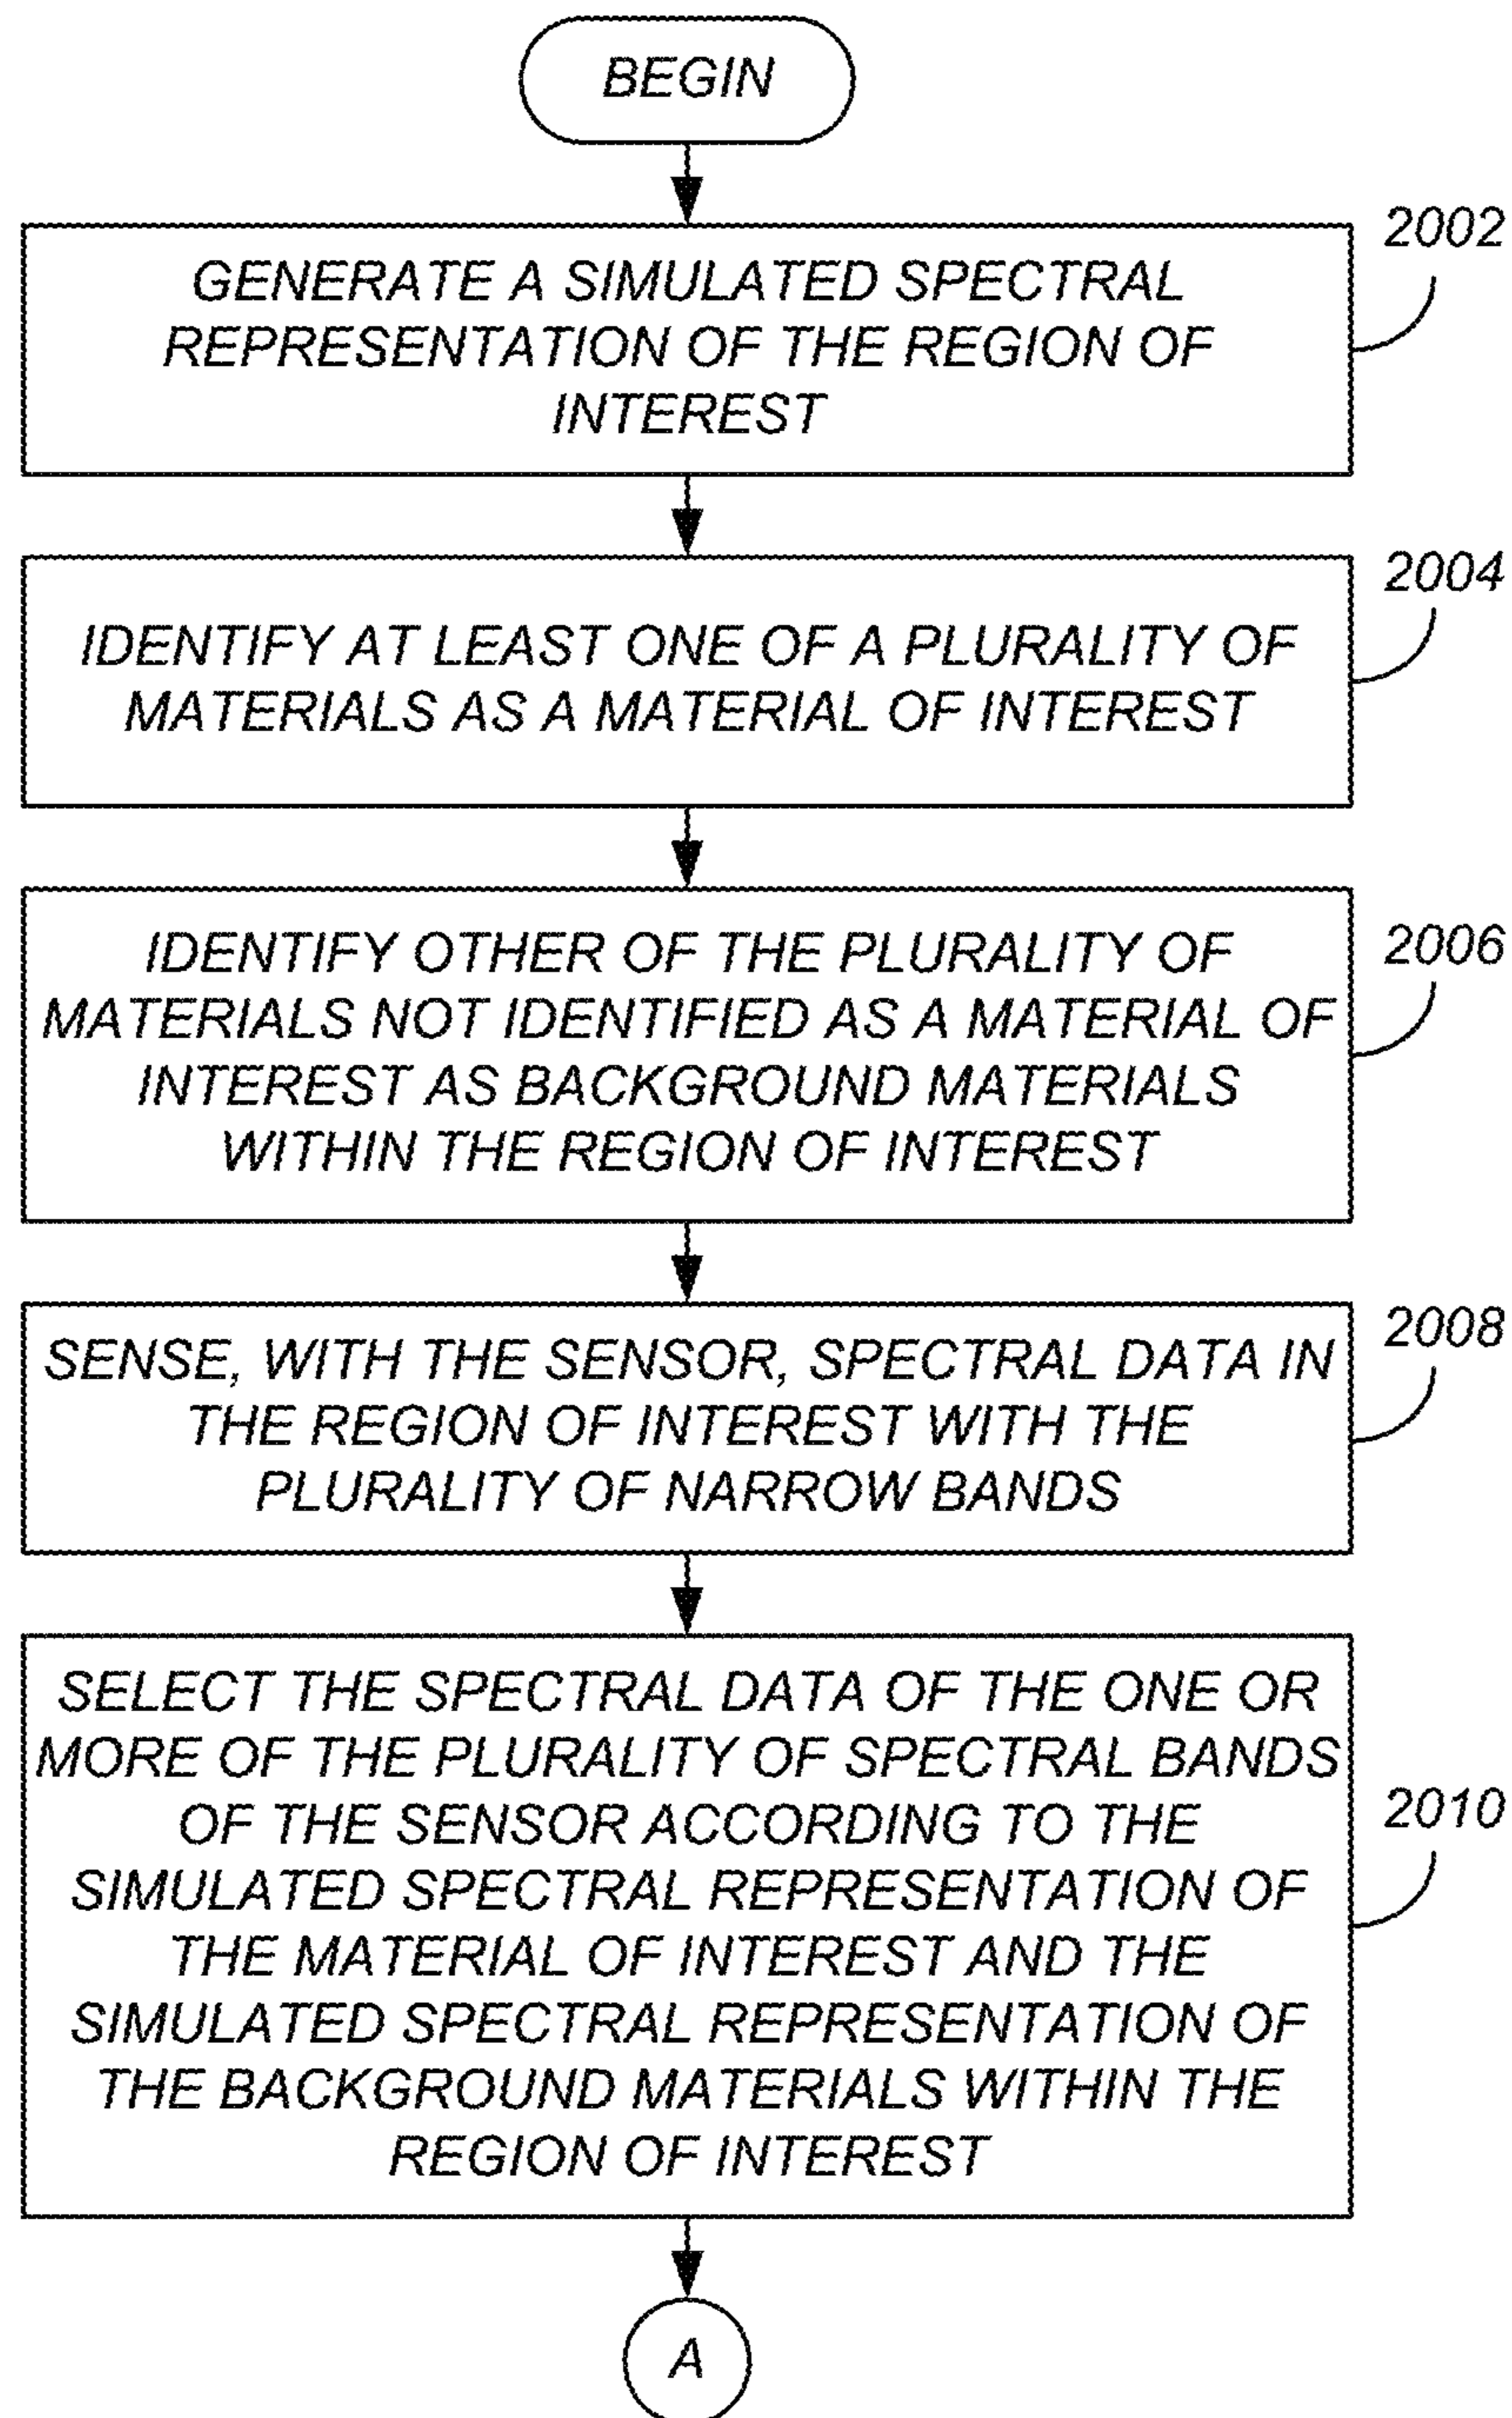 BEGIN
2002
GENERATE A SIMULATED SPECTRAL
REPRESENTATION OF THE REGION OF
INTEREST
2004
IDENTIFY AT LEAST ONE OF A PLURALITY OF
MATERIALS AS A MATERIAL OF INTEREST
2006
IDENTIFY OTHER OF THE PLURALITY OF
MATERIALS NOT IDENTIFIED AS A MATERIAL OF
INTEREST AS BACKGROUND MATERIALS
WITHIN THE REGION OF INTEREST
2008
SENSE, WITH THE SENSOR, SPECTRAL DATA IN
THE REGION OF INTEREST WITH THE
PLURALITY OF NARROW BANDS
2010
SELECT THE SPECTRAL DATA OF THE ONE OR
MORE OF THE PLURALITY OF SPECTRAL BANDS
OF THE SENSOR ACCORDING TO THE
SIMULATED SPECTRAL REPRESENTATION OF
THE MATERIAL OF INTEREST AND THE
SIMULATED SPECTRAL REPRESENTATION OF
THE BACKGROUND MATERIALS WITHIN THE
REGION OF INTEREST
A